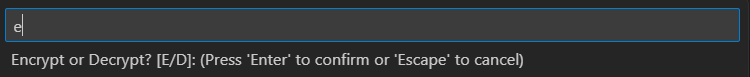 e
Encrypt or Decrypt? [E/D]: (Press 'Enter' to confirm or 'Escape' to cancel)